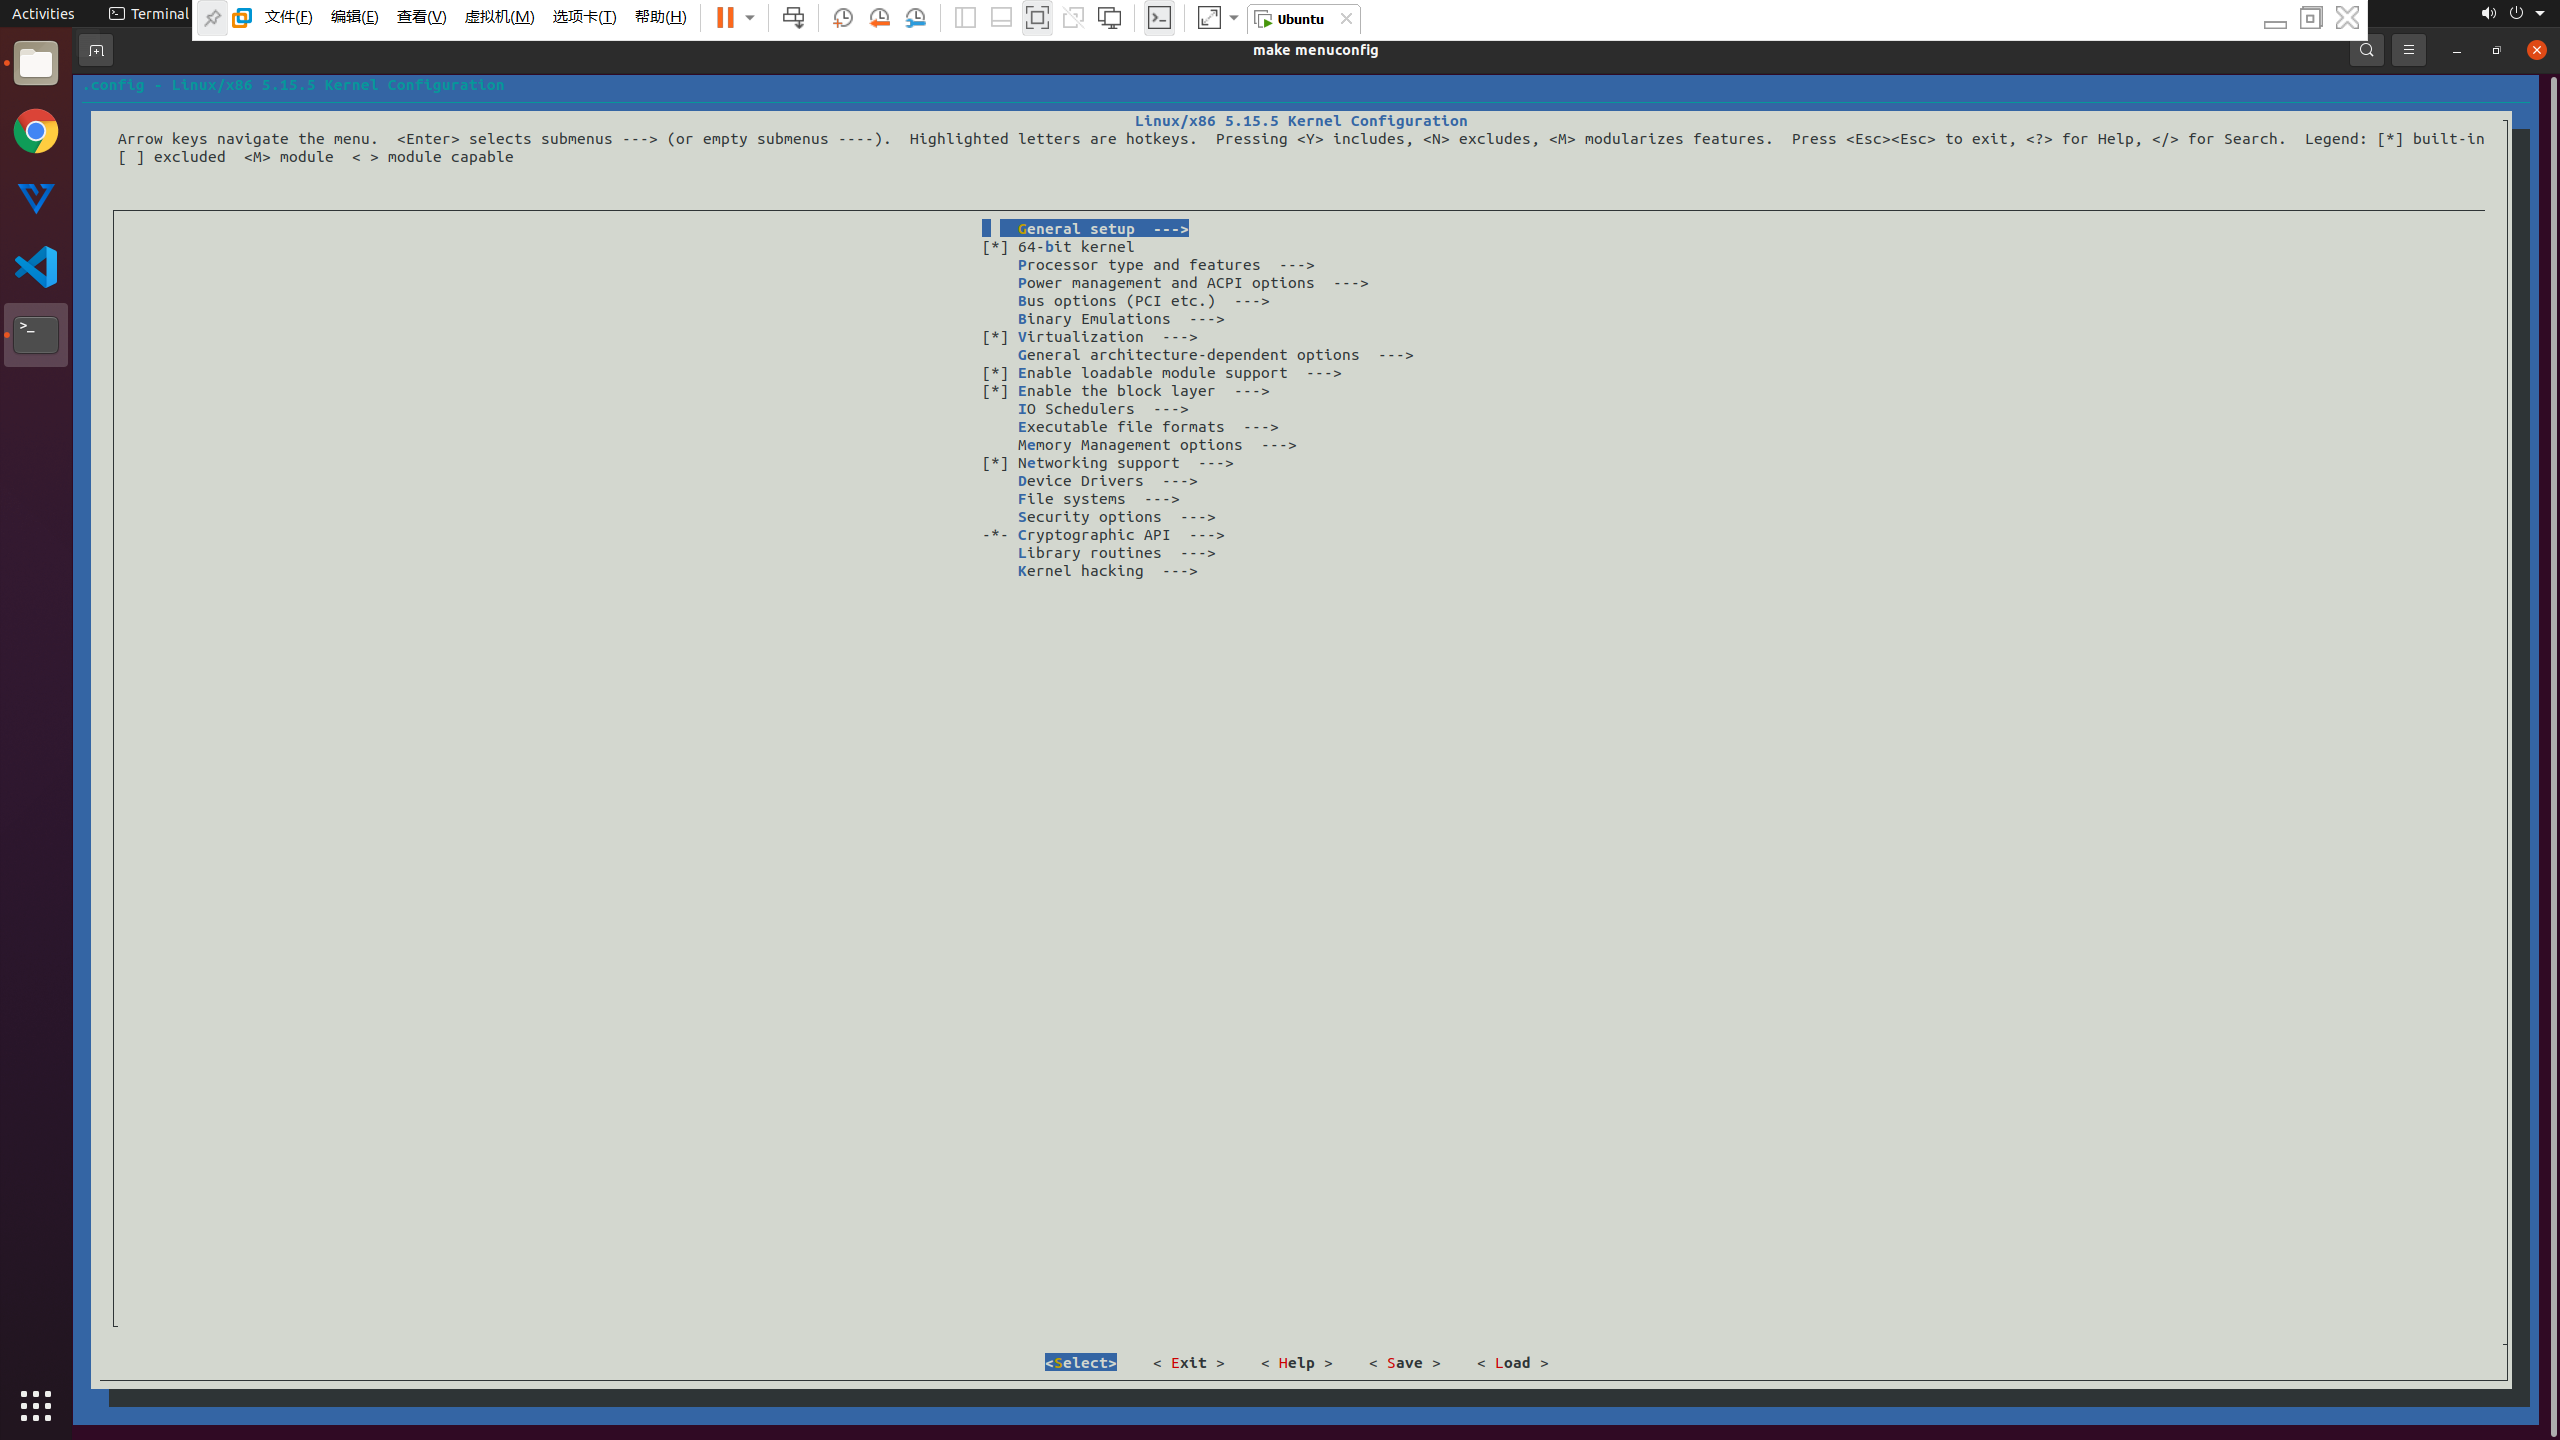 Activities
Terminal
文件(F) 编辑(E) 查看(V) 虚拟机(M) 选项卡(T) 帮助(H)
Ubuntu
make menuconfig
.config - Linux/x86 5.15.5 Kernel Configuration
Linux/x86 5.15.5 Kernel Configuration
Arrow keys navigate the menu.  <Enter> selects submenus ---> (or empty submenus ----).  Highlighted letters are hotkeys.  Pressing <Y> includes, <N> excludes, <M> modularizes features.  Press <Esc><Esc> to exit, <?> for Help, </> for Search.  Legend: [*] built-in
[ ] excluded  <M> module  < > module capable
General setup  --->
[*] 64-bit kernel
Processor type and features  --->
Power management and ACPI options  --->
Bus options (PCI etc.)  --->
Binary Emulations  --->
[*] Virtualization  --->
General architecture-dependent options  --->
[*] Enable loadable module support  --->
[*] Enable the block layer  --->
IO Schedulers  --->
Executable file formats  --->
Memory Management options  --->
[*] Networking support  --->
Device Drivers  --->
File systems  --->
Security options  --->
-*- Cryptographic API  --->
Library routines  --->
Kernel hacking  --->
<Select>    < Exit >    < Help >    < Save >    < Load >